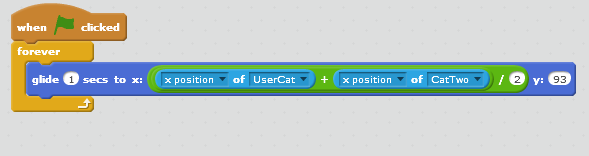 when clicked
forever
glide 1 secs to x: x position of UserCat + x position of CatTwo / 2 y: 93